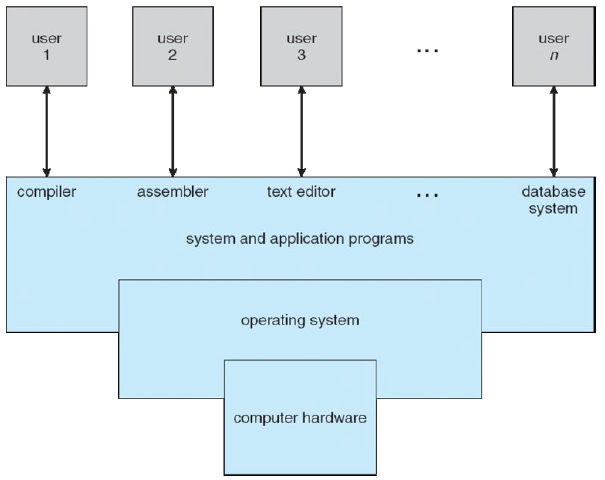 user user user ... user
1 2 3 n
compiler assembler text editor ... database
system
system and application programs
operating system
computer hardware